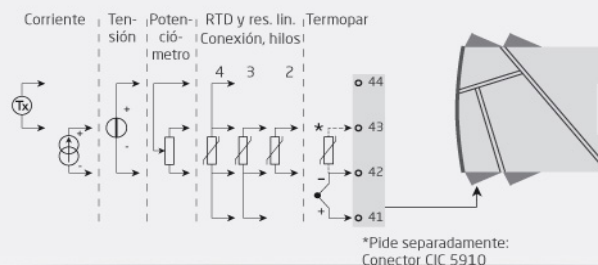 Corriente
Ten-
sión
Poten-
ció-
metro
RTD y res. lin.
Conexión, hilos
4 3 2
Termopar
Tx
+
-
+
-
*
−
+
44
43
42
41
*Pide separadamente:
Conector CJC 5910